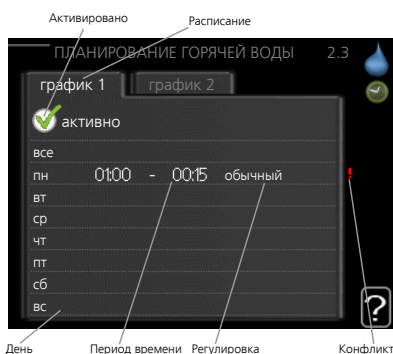 Активировано
Расписание
ПЛАНИРОВАНИЕ ГОРЯЧЕЙ ВОДЫ 2.3
график 1 график 2
активно
все
пн 01:00 - 00:15 обычный !
вт
ср
чт
пт
сб
вс
?
День Период времени Регулировка Конфликт